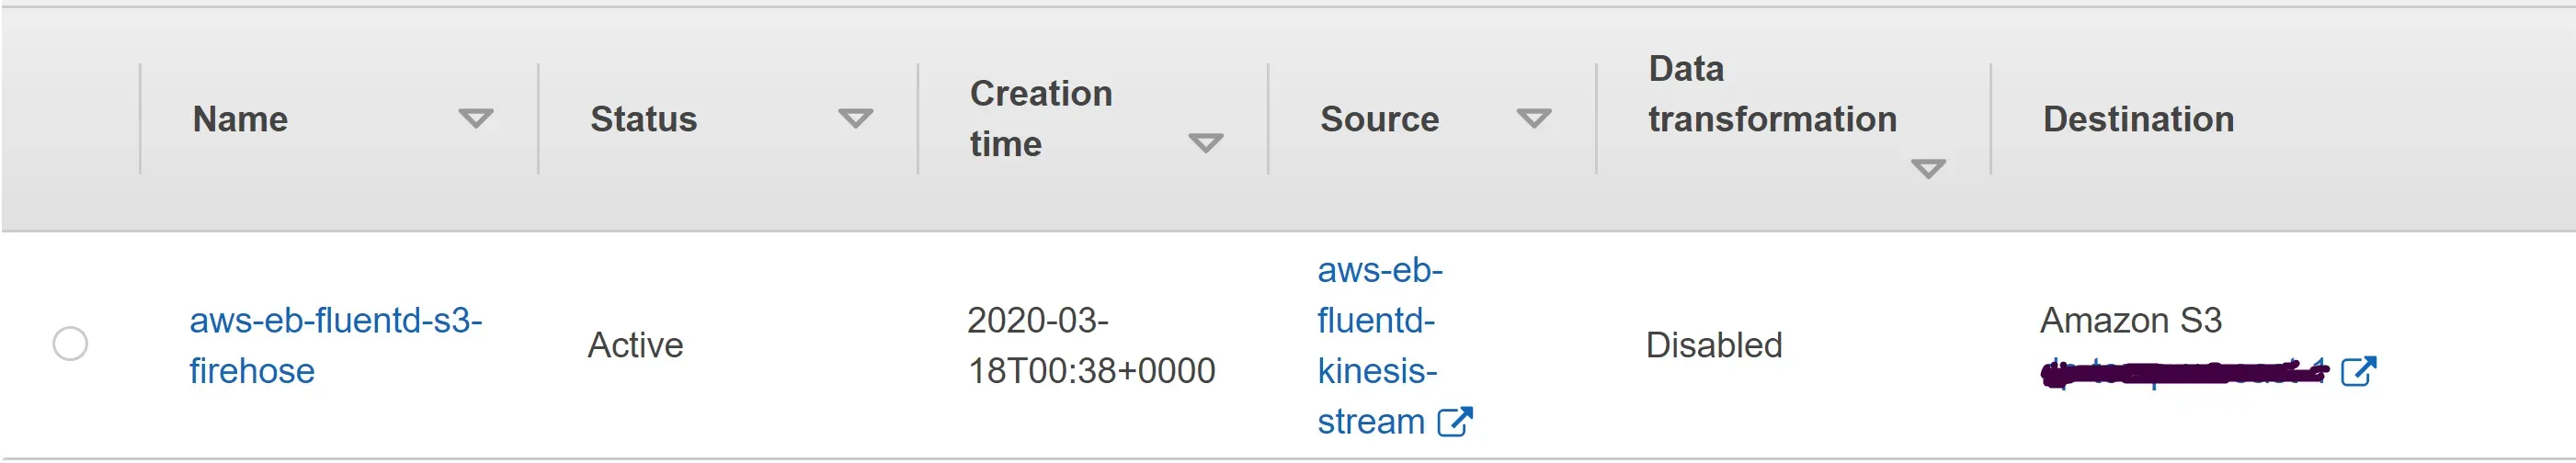 Name
Status
Creation
time
Source
Data
transformation
Destination
aws-eb-fluentd-s3-
firehose
Active
2020-03-
18T00:38+0000
aws-eb-
fluentd-
kinesis-
stream
Disabled
Amazon S3